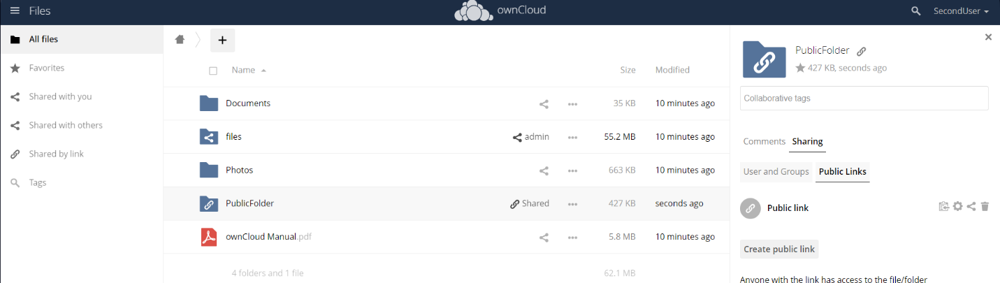 Files
ownCloud
SecondUser
All files
Favorites
Shared with you
Shared with others
Shared by link
Tags
+
Name Size Modified
Documents 35 KB 10 minutes ago
files admin 55.2 MB 10 minutes ago
Photos 663 KB 10 minutes ago
PublicFolder Shared 427 KB seconds ago
ownCloud Manual.pdf 5.8 MB 10 minutes ago
4 folders and 1 file 62.1 MB
PublicFolder
427 KB, seconds ago
Collaborative tags
Comments Sharing
User and Groups Public Links
Public link
Create public link
Anyone with the link has access to the file/folder